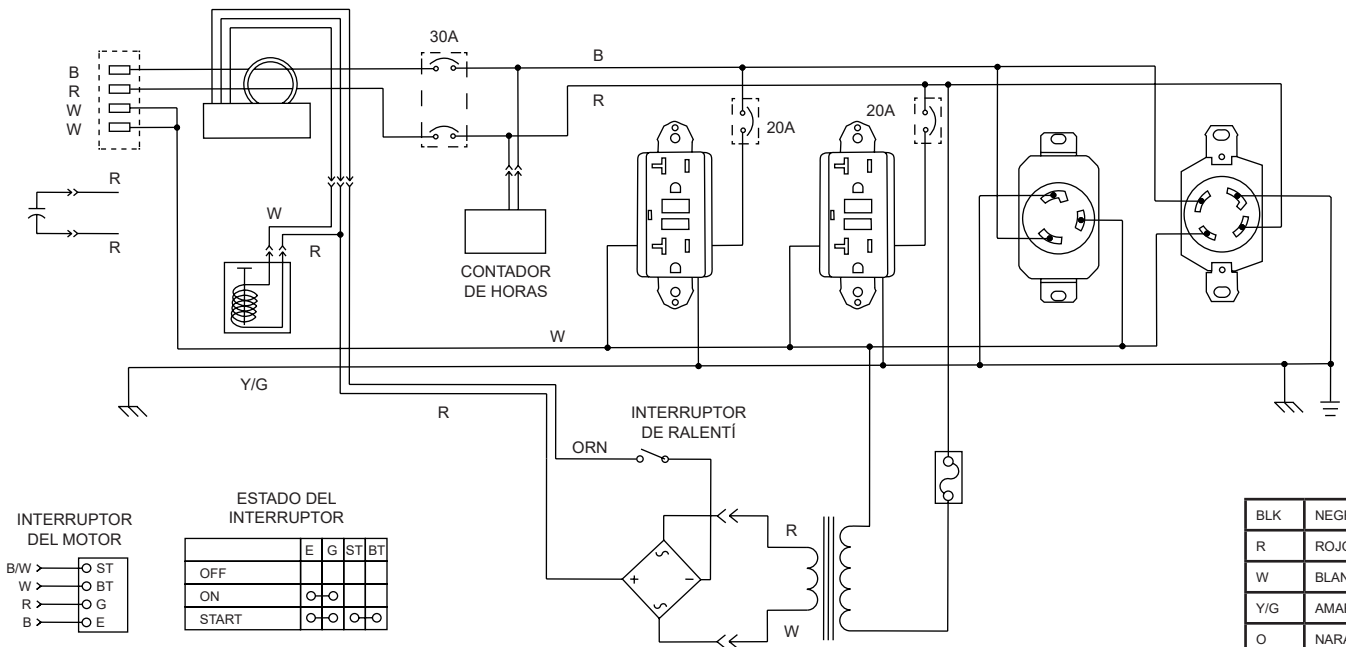 30A
B
R
W
W
B
R
20A
20A
R
R
W
R
CONTADOR
DE HORAS
W
Y/G
R
INTERRUPTOR
DE RALENTÍ
ORN
INTERRUPTOR
DEL MOTOR
B/W ST
W BT
R G
B E
ESTADO DEL
INTERRUPTOR
E G ST BT
OFF
ON
START
+ -
R
W
BLK
R
W
Y/G
O